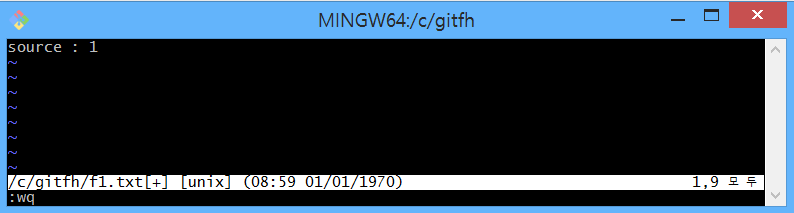 MINGW64:/c/gitfh
source : 1
~
~
~
~
~
~
~
~
/c/gitfh/f1.txt[+] [unix] (08:59 01/01/1970) 1,9 모두
:wq